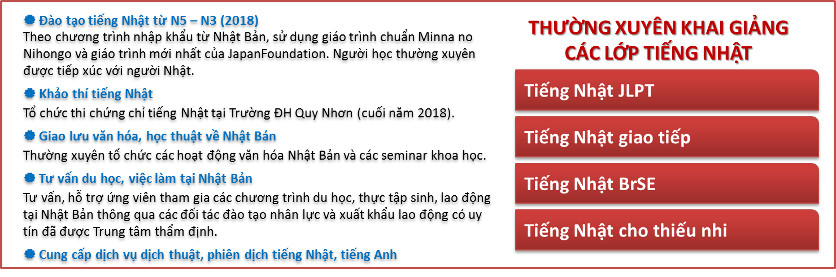 Đào tạo tiếng Nhật từ N5 – N3 (2018)
Theo chương trình nhập khẩu từ Nhật Bản, sử dụng giáo trình chuẩn Minna no
Nihongo và giáo trình mới nhất của JapanFoundation. Người học thường xuyên
được tiếp xúc với người Nhật.
Khảo thí tiếng Nhật
Tổ chức thi chứng chỉ tiếng Nhật tại Trường ĐH Quy Nhơn (cuối năm 2018).
Giao lưu văn hóa, học thuật về Nhật Bản
Thường xuyên tổ chức các hoạt động văn hóa Nhật Bản và các seminar khoa học.
Tư vấn du học, việc làm tại Nhật Bản
Tư vấn, hỗ trợ ứng viên tham gia các chương trình du học, thực tập sinh, lao động
tại Nhật Bản thông qua các đối tác đào tạo nhân lực và xuất khẩu lao động có uy
tín đã được Trung tâm thẩm định.
Cung cấp dịch vụ dịch thuật, phiên dịch tiếng Nhật, tiếng Anh
THƯỜNG XUYÊN KHAI GIẢNG
CÁC LỚP TIẾNG NHẬT
Tiếng Nhật JLPT
Tiếng Nhật giao tiếp
Tiếng Nhật BrSE
Tiếng Nhật cho thiếu nhi